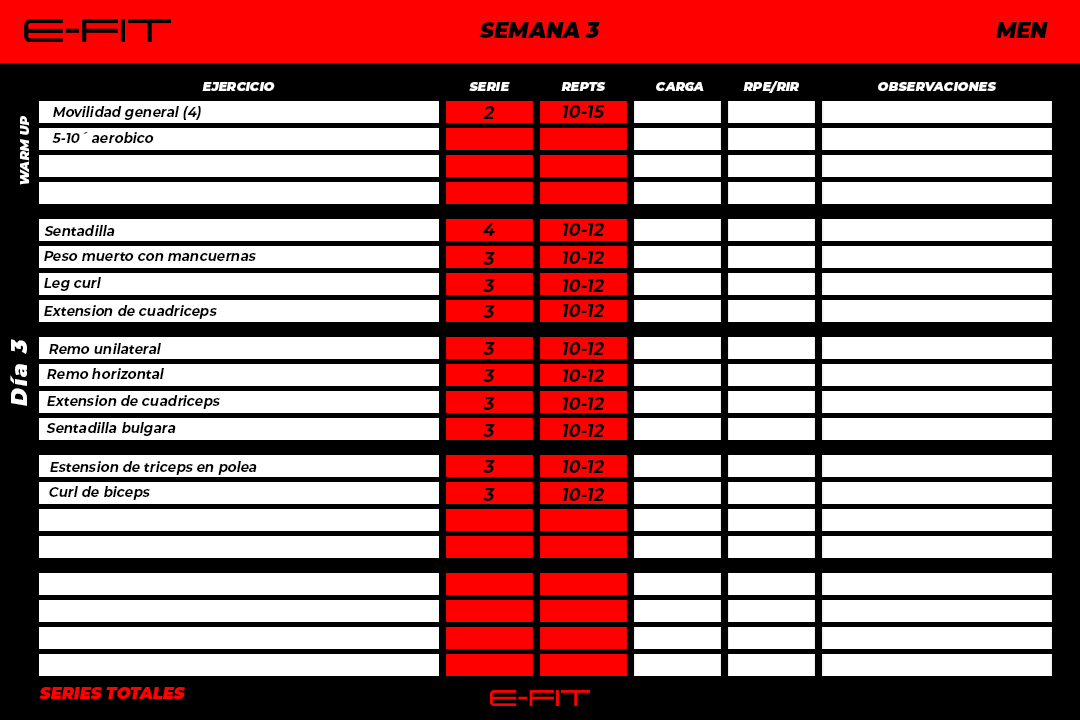 E-FIT SEMANA 3 MEN
EJERCICIO SERIE REPTS CARGA RPE/RIR OBSERVACIONES
WARM UP
Movilidad general (4) 2 10-15
5-10´ aerobico
Día 3
Sentadilla 4 10-12
Peso muerto con mancuernas 3 10-12
Leg curl 3 10-12
Extension de cuadriceps 3 10-12
Remo unilateral 3 10-12
Remo horizontal 3 10-12
Extension de cuadriceps 3 10-12
Sentadilla bulgara 3 10-12
Estension de triceps en polea 3 10-12
Curl de biceps 3 10-12
SERIES TOTALES E-FIT